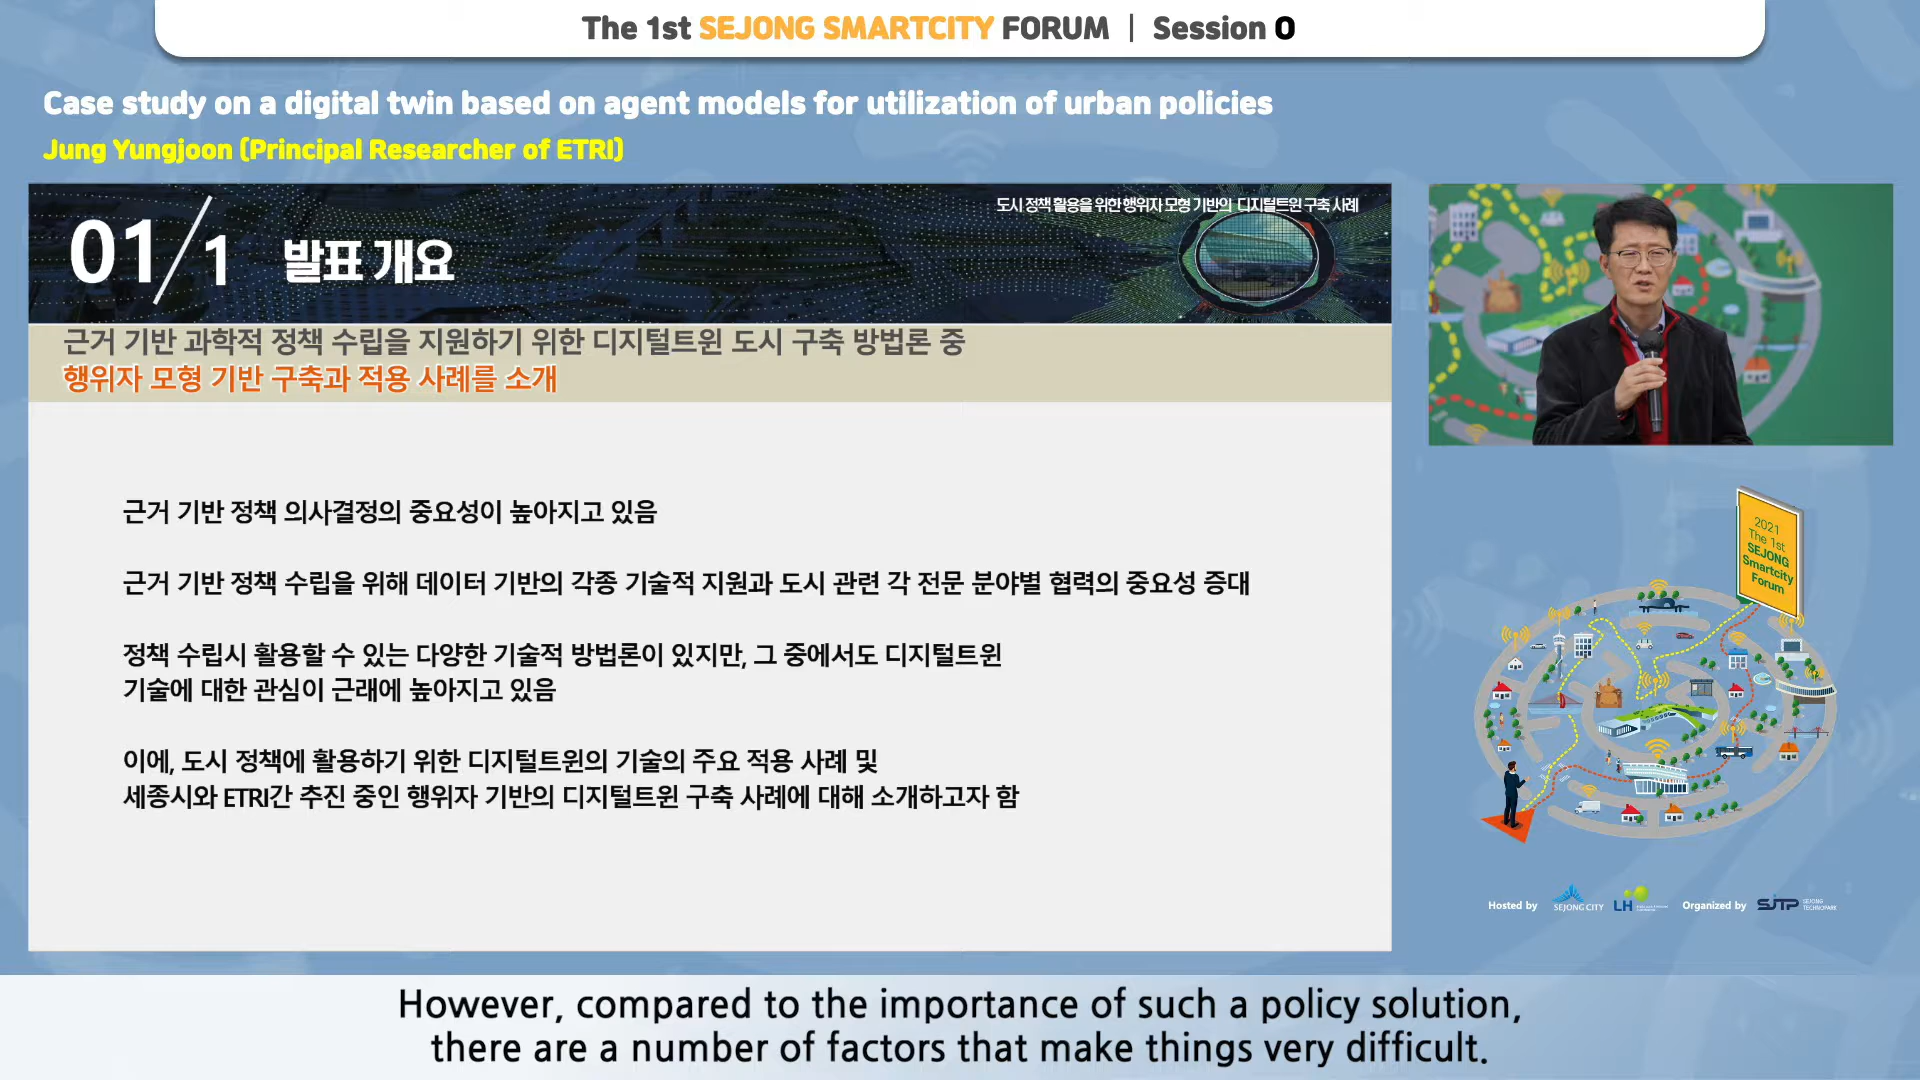 The 1st SEJONG SMARTCITY FORUM | Session 0
Case study on a digital twin based on agent models for utilization of urban policies
Jung Yungjoon (Principal Researcher of ETRI)
01/1 발표 개요
도시 정책 활용을 위한 행위자 모형 기반의 디지털트윈 구축 사례
근거 기반 과학적 정책 수립을 지원하기 위한 디지털트윈 도시 구축 방법론 중
행위자 모형 기반 구축과 적용 사례를 소개
근거 기반 정책 의사결정의 중요성이 높아지고 있음
근거 기반 정책 수립을 위해 데이터 기반의 각종 기술적 지원과 도시 관련 각 전문 분야별 협력의 중요성 증대
정책 수립시 활용할 수 있는 다양한 기술적 방법론이 있지만, 그 중에서도 디지털트윈
기술에 대한 관심이 근래에 높아지고 있음
이에, 도시 정책에 활용하기 위한 디지털트윈의 기술의 주요 적용 사례 및
세종시와 ETRI간 추진 중인 행위자 기반의 디지털트윈 구축 사례에 대해 소개하고자 함
2021
The 1st
SEJONG
Smartcity
Forum
Hosted by SEJONG CITY LH Organized by SJTP SEJONG TECHNOPARK
However, compared to the importance of such a policy solution,
there are a number of factors that make things very difficult.